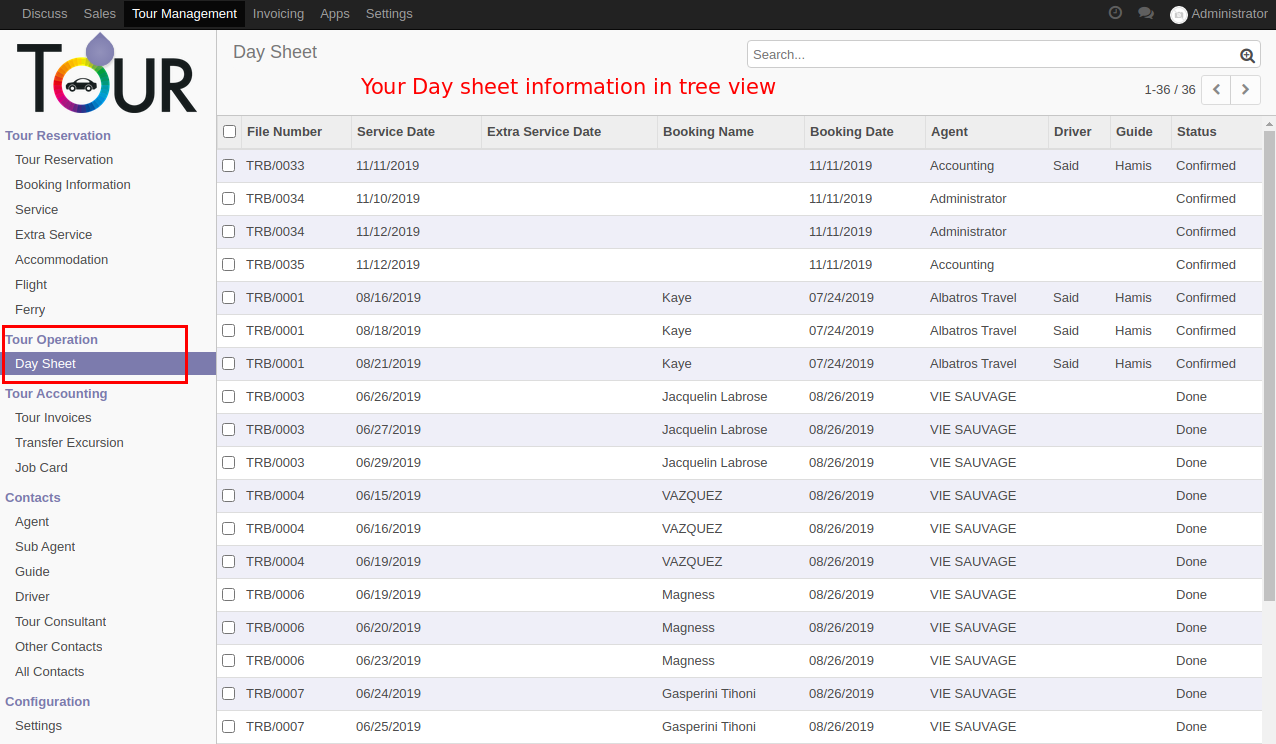 Discuss Sales Tour Management Invoicing Apps Settings Administrator
TOUR
Day Sheet
Search...
Your Day sheet information in tree view
1-36 / 36
Tour Reservation
Tour Reservation
Booking Information
Service
Extra Service
Accommodation
Flight
Ferry
Tour Operation
Day Sheet
Tour Accounting
Tour Invoices
Transfer Excursion
Job Card
Contacts
Agent
Sub Agent
Guide
Driver
Tour Consultant
Other Contacts
All Contacts
Configuration
Settings
File Number Service Date Extra Service Date Booking Name Booking Date Agent Driver Guide Status
TRB/0033 11/11/2019 11/11/2019 Accounting Said Hamis Confirmed
TRB/0034 11/10/2019 11/11/2019 Administrator Confirmed
TRB/0034 11/12/2019 11/11/2019 Administrator Confirmed
TRB/0035 11/12/2019 11/11/2019 Accounting Confirmed
TRB/0001 08/16/2019 Kaye 07/24/2019 Albatros Travel Said Hamis Confirmed
TRB/0001 08/18/2019 Kaye 07/24/2019 Albatros Travel Said Hamis Confirmed
TRB/0001 08/21/2019 Kaye 07/24/2019 Albatros Travel Said Hamis Confirmed
TRB/0003 06/26/2019 Jacquelin Labrose 08/26/2019 VIE SAUVAGE Done
TRB/0003 06/27/2019 Jacquelin Labrose 08/26/2019 VIE SAUVAGE Done
TRB/0003 06/29/2019 Jacquelin Labrose 08/26/2019 VIE SAUVAGE Done
TRB/0004 06/15/2019 VAZQUEZ 08/26/2019 VIE SAUVAGE Done
TRB/0004 06/16/2019 VAZQUEZ 08/26/2019 VIE SAUVAGE Done
TRB/0004 06/19/2019 VAZQUEZ 08/26/2019 VIE SAUVAGE Done
TRB/0006 06/19/2019 Magness 08/26/2019 VIE SAUVAGE Done
TRB/0006 06/20/2019 Magness 08/26/2019 VIE SAUVAGE Done
TRB/0006 06/23/2019 Magness 08/26/2019 VIE SAUVAGE Done
TRB/0007 06/24/2019 Gasperini Tihoni 08/26/2019 VIE SAUVAGE Done
TRB/0007 06/25/2019 Gasperini Tihoni 08/26/2019 VIE SAUVAGE Done